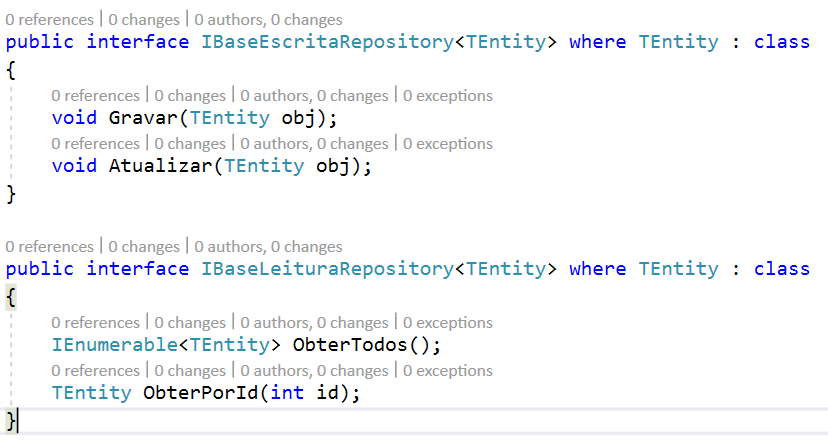 0 references | 0 changes | 0 authors, 0 changes
public interface IBaseEscritaRepository<TEntity> where TEntity : class
{
0 references | 0 changes | 0 authors, 0 changes | 0 exceptions
void Gravar(TEntity obj);
0 references | 0 changes | 0 authors, 0 changes | 0 exceptions
void Atualizar(TEntity obj);
}
0 references | 0 changes | 0 authors, 0 changes
public interface IBaseLeituraRepository<TEntity> where TEntity : class
{
0 references | 0 changes | 0 authors, 0 changes | 0 exceptions
IEnumerable<TEntity> ObterTodos();
0 references | 0 changes | 0 authors, 0 changes | 0 exceptions
TEntity ObterPorId(int id);
}